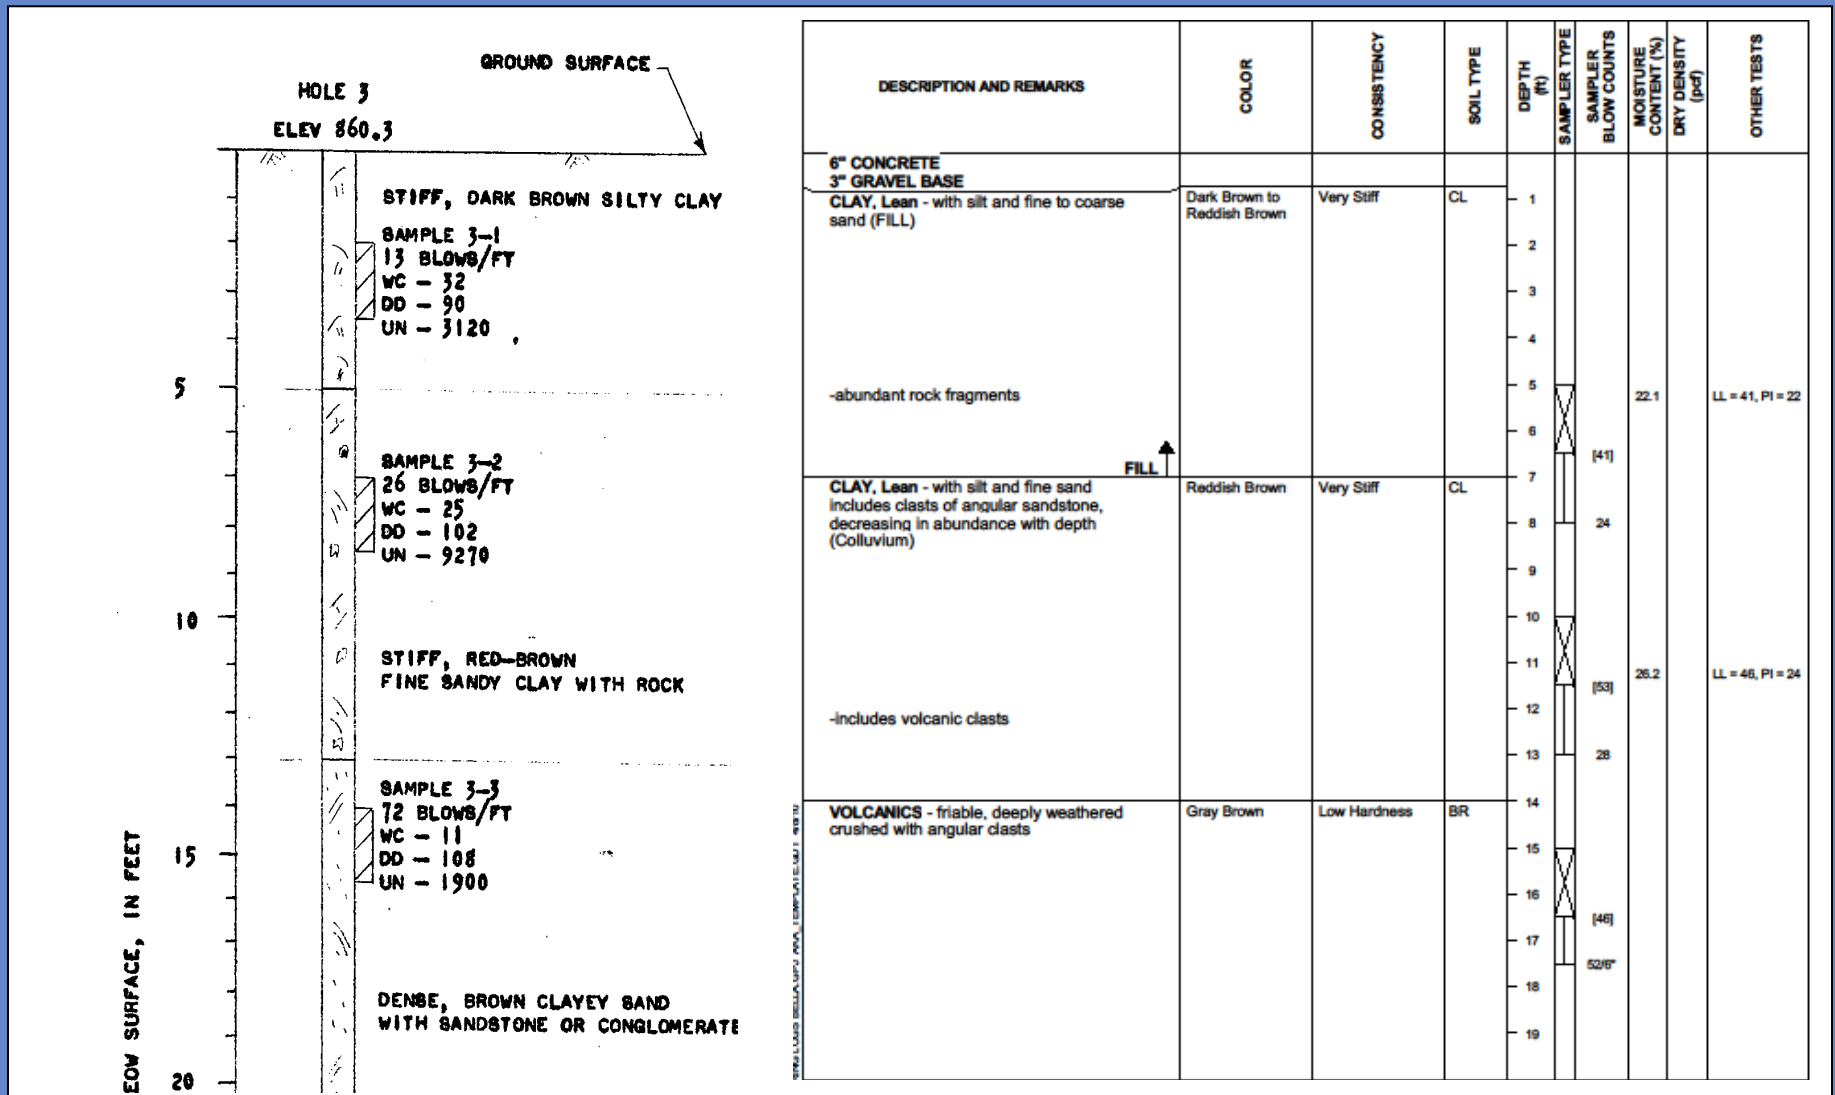 GROUND SURFACE
HOLE 3
ELEV 860.3
STIFF, DARK BROWN SILTY CLAY
SAMPLE 3-1
13 BLOWS/FT
WC - 32
DD - 90
UN - 3120
5
SAMPLE 3-2
26 BLOWS/FT
WC - 25
DD - 102
UN - 9270
10
STIFF, RED-BROWN
FINE SANDY CLAY WITH ROCK
SAMPLE 3-3
72 BLOWS/FT
WC - 11
DD - 108
UN - 1900
15
DENSE, BROWN CLAYEY SAND
WITH SANDSTONE OR CONGLOMERATE
20
SURFACE, IN FEET
DESCRIPTION AND REMARKS
COLOR
CONSISTENCY
SOIL TYPE
DEPTH
(ft)
SAMPLER TYPE
SAMPLER
BLOW COUNTS
MOISTURE
CONTENT (%)
DRY DENSITY
(pcf)
OTHER TESTS
6" CONCRETE
3" GRAVEL BASE
CLAY, Lean - with silt and fine to coarse
sand (FILL)
Dark Brown to
Reddish Brown
Very Stiff
CL
1
2
3
4
-abundant rock fragments
5
22.1
LL = 41, PI = 22
6
[41]
FILL
7
CLAY, Lean - with silt and fine sand
includes clasts of angular sandstone,
decreasing in abundance with depth
(Colluvium)
Reddish Brown
Very Stiff
CL
8
24
9
10
11
26.2
LL = 46, PI = 24
[53]
12
-includes volcanic clasts
13
28
14
VOLCANICS - friable, deeply weathered
crushed with angular clasts
Gray Brown
Low Hardness
BR
15
16
[46]
17
52/6"
18
19